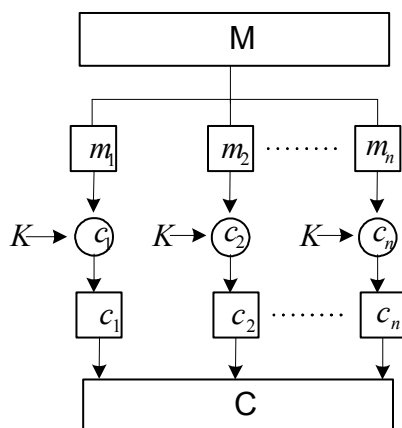 M
m₁ m₂ ········ mₙ
K c₁ K c₂ K cₙ
c₁ c₂ ········ cₙ
C